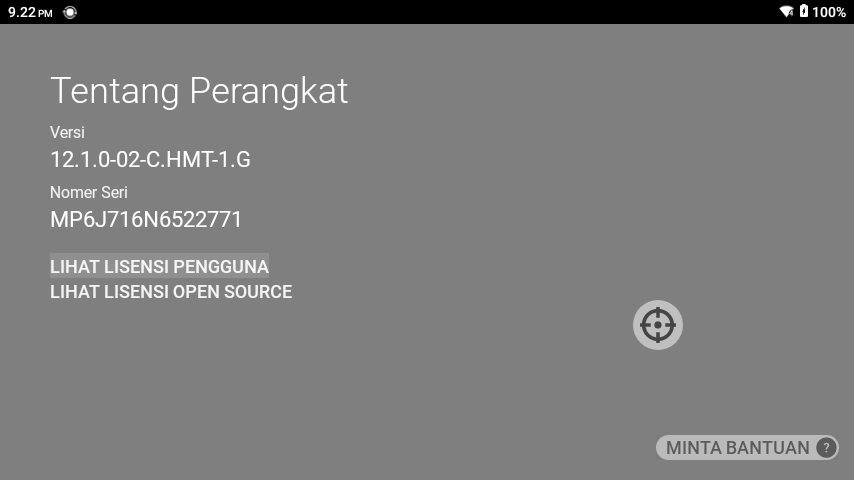 9.22 PM
100%
Tentang Perangkat
Versi
12.1.0-02-C.HMT-1.G
Nomer Seri
MP6J716N6522771
LIHAT LISENSI PENGGUNA
LIHAT LISENSI OPEN SOURCE
MINTA BANTUAN ?